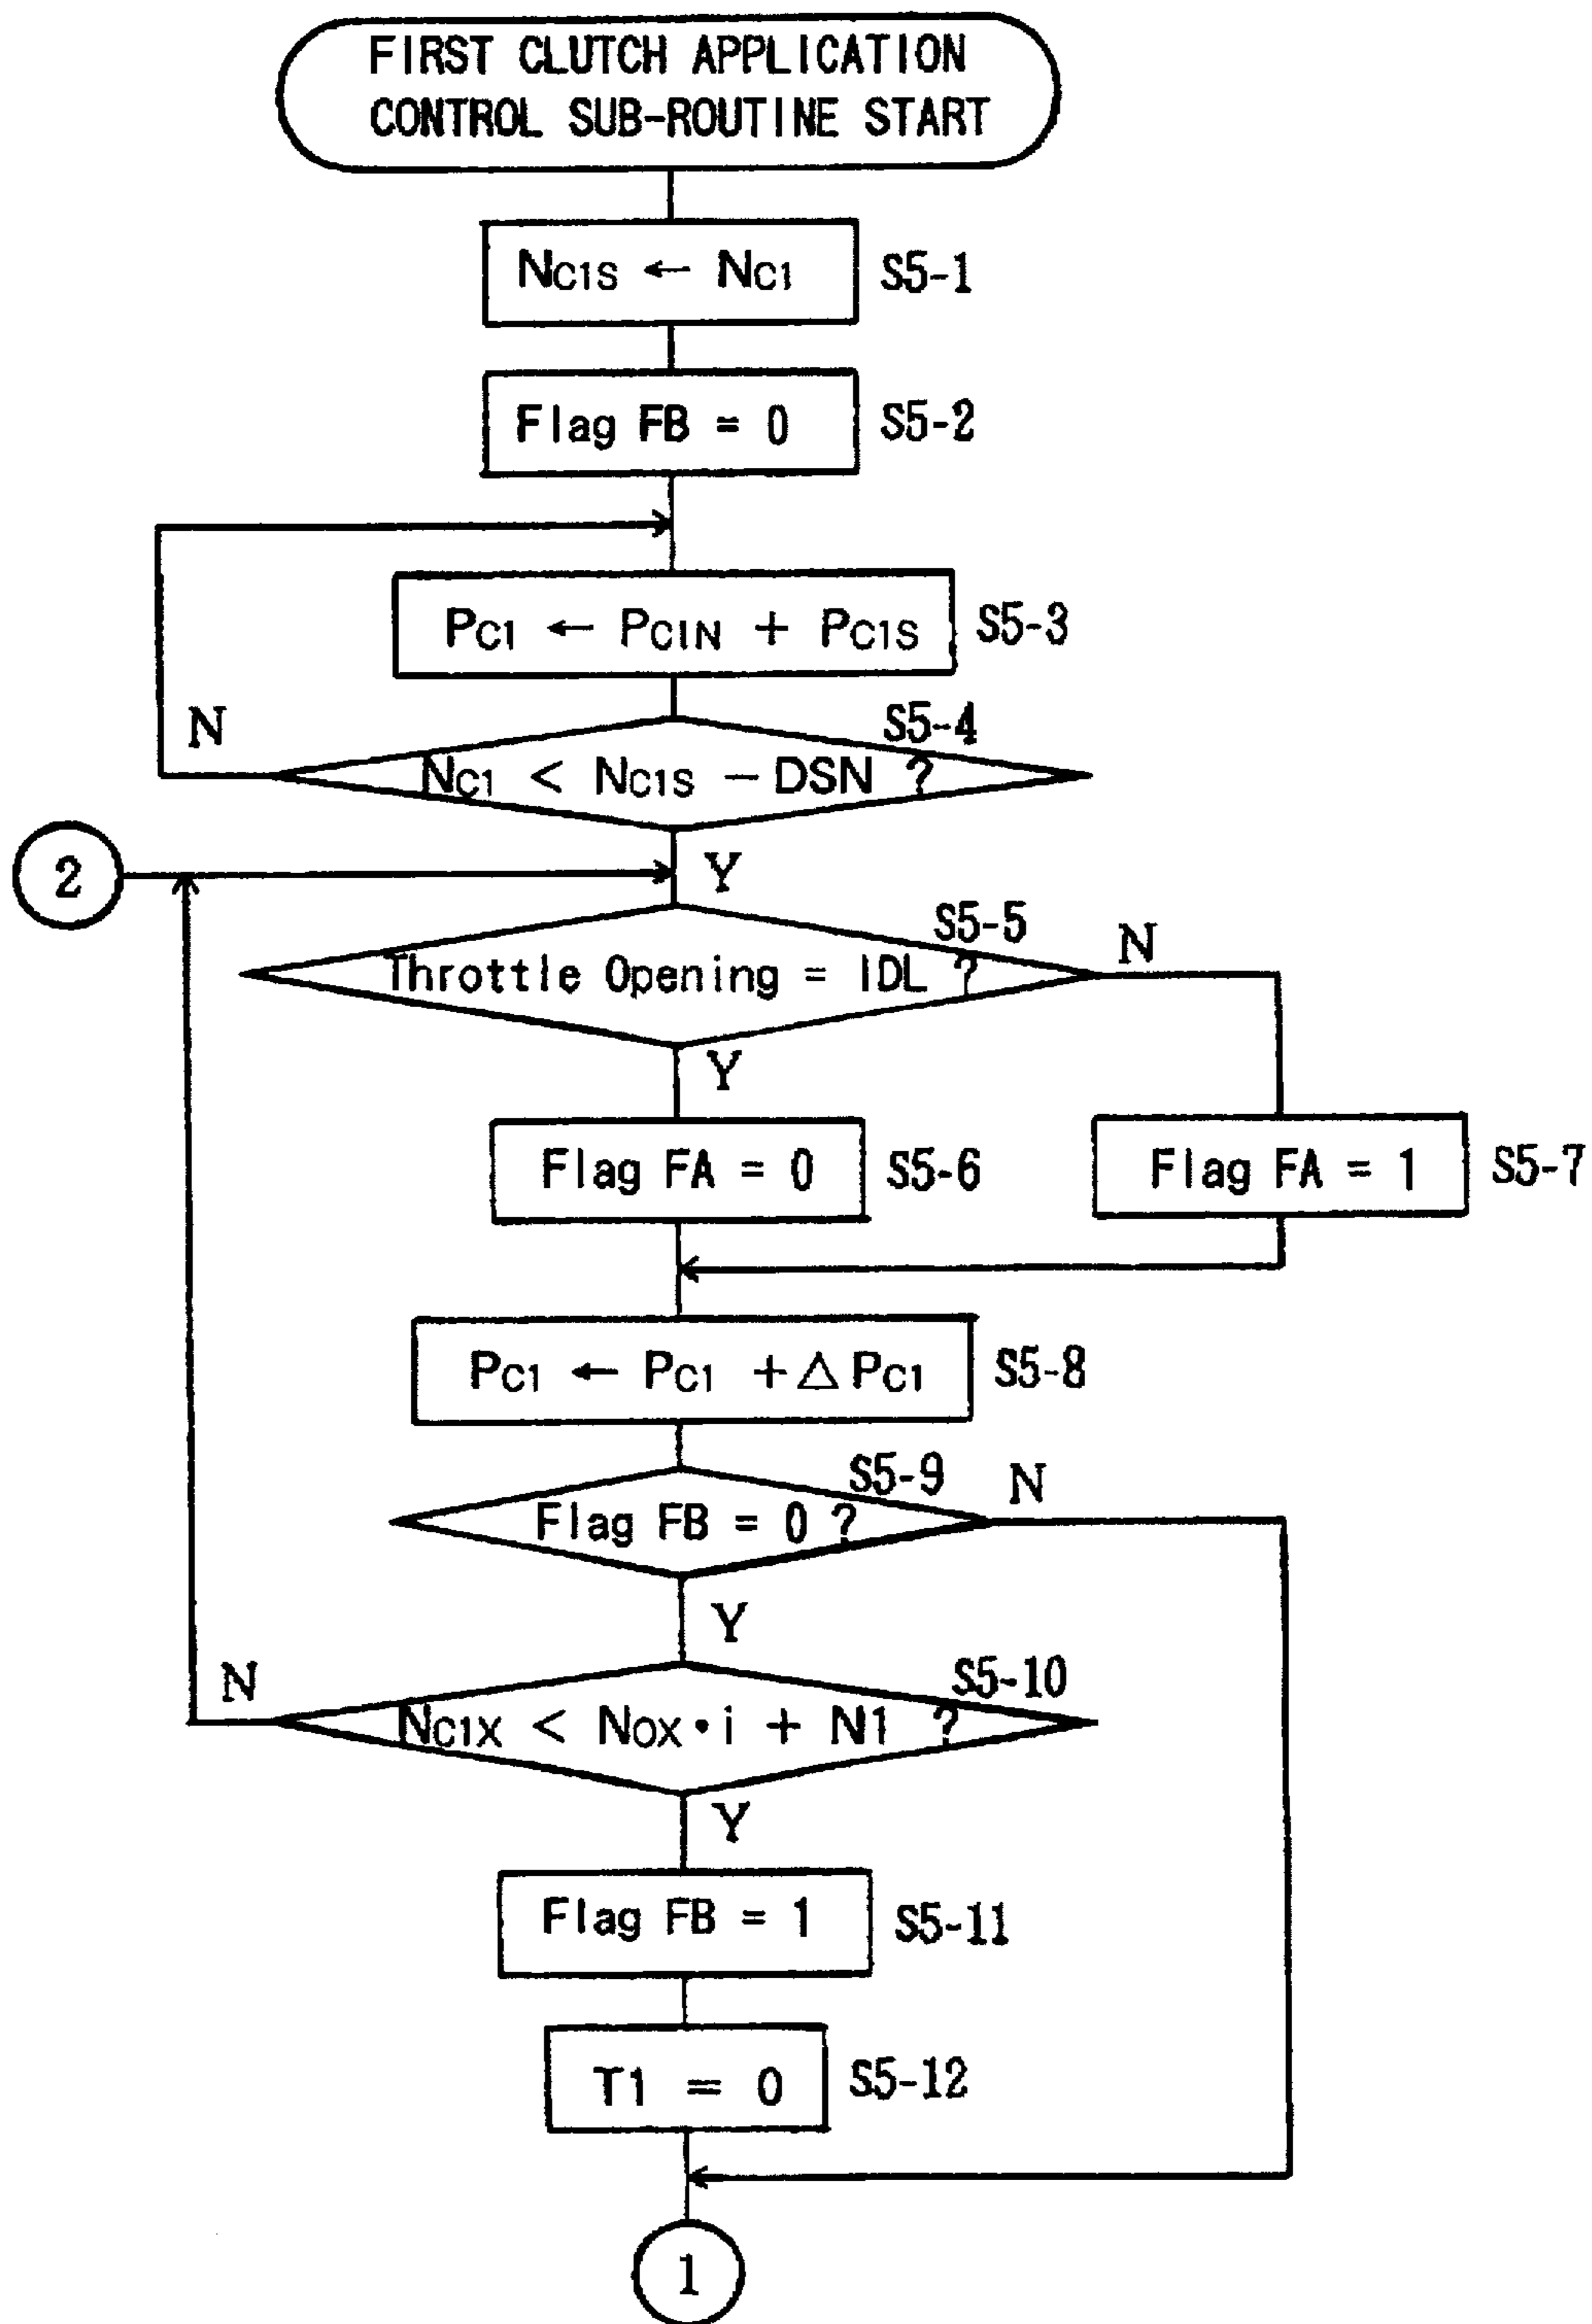 FIRST CLUTCH APPLICATION
CONTROL SUB-ROUTINE START
NC1S ← NC1
S5-1
Flag FB = 0
S5-2
PC1 ← PC1N + PC1S
S5-3
N
S5-4
NC1 < NC1S − DSN ?
2
Y
S5-5
N
Throttle Opening = IDL ?
Y
Flag FA = 0
S5-6
Flag FA = 1
S5-7
PC1 ← PC1 + △ PC1
S5-8
S5-9
N
Flag FB = 0 ?
Y
N
S5-10
NC1X < NOX·i + N1 ?
Y
Flag FB = 1
S5-11
T1 = 0
S5-12
1